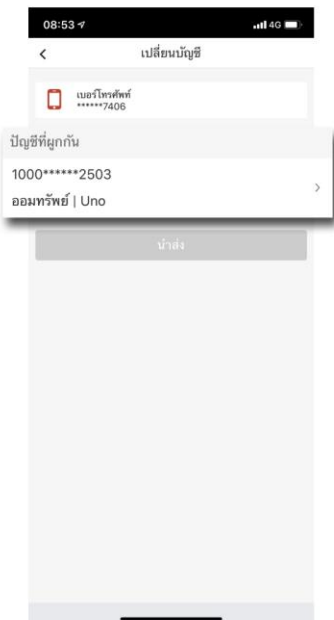 08:53
4G
เปลี่ยนบัญชี
เบอร์โทรศัพท์
******7406
บัญชีที่ผูกกัน
1000******2503
ออมทรัพย์ | Uno
นำส่ง